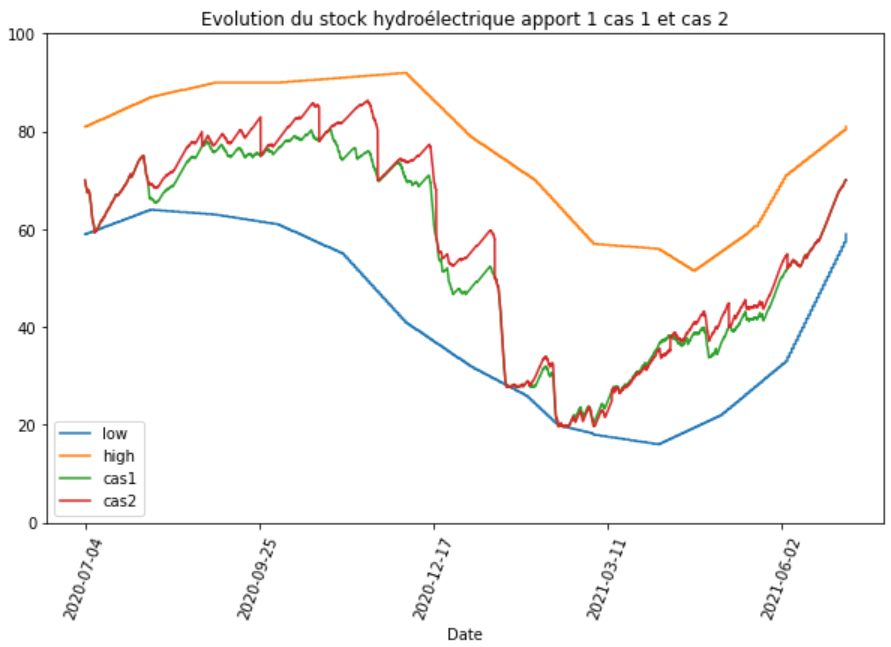 Evolution du stock hydroélectrique apport 1 cas 1 et cas 2
100
80
60
40
20
0
low
high
cas1
cas2
2020-07-04
2020-09-25
2020-12-17
2021-03-11
2021-06-02
Date